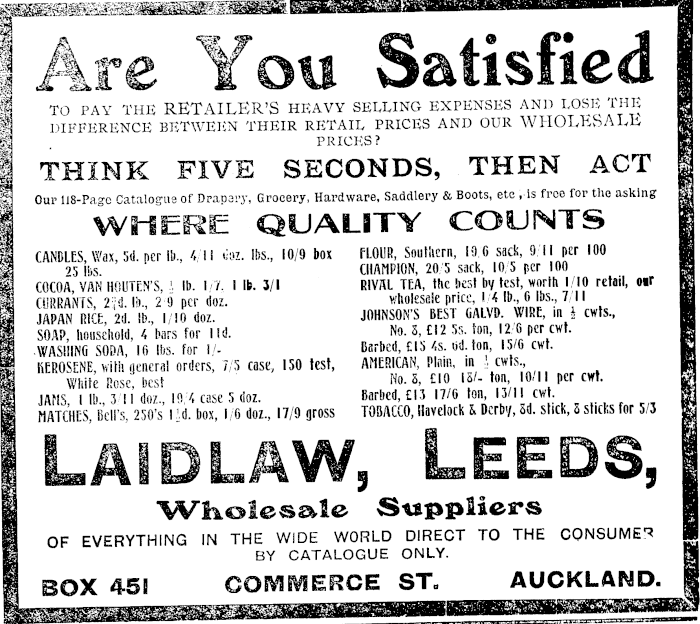 Are You Satisfied
TO PAY THE RETAILER'S HEAVY SELLING EXPENSES AND LOSE THE
DIFFERENCE BETWEEN THEIR RETAIL PRICES AND OUR WHOLESALE
PRICES?
THINK FIVE SECONDS, THEN ACT
Our 118-Page Catalogue of Drapery, Grocery, Hardware, Saddlery & Boots, etc, is free for the asking
WHERE QUALITY COUNTS
CANDLES, Wax, 5d. per lb., 4/11 doz. lbs., 10/9 box
25 lbs.
COCOA, VAN HOUTEN'S, lb. 1/7. 1 lb. 3/1
CURRANTS, lb., 2/9 per doz.
JAPAN RICE, 2d. lb., 1/10 doz.
SOAP, household, 4 bars for 11d.
WASHING SODA, 16 lbs. for 1/-
KEROSENE, with general orders, 7/5 case, 150 test,
White Rose, best
JAMS, 1 lb., 3/11 doz., 19/4 case 5 doz.
MATCHES, Bell's, 250's box, 1/6 doz., 17/9 gross
FLOUR, Southern, 19/6 sack, 9/11 per 100
CHAMPION, 20/5 sack, 10/5 per 100
RIVAL TEA, the best by test, worth 1/10 retail, our
wholesale price, 1/4 lb., 6 lbs., 7/11
JOHNSON'S BEST GALVD. WIRE, in ½ cwts.,
No. 8, £12 5s. ton, 12/6 per cwt.
Barbed, £15 4s. 6d. ton, 15/6 cwt.
AMERICAN, Plain, in cwts.,
No. 8, £10 18/- ton, 10/11 per cwt.
Barbed, £13 17/6 ton, 13/11 cwt.
TOBACCO, Havelock & Derby, 8d. stick, 8 sticks for 5/3
LAIDLAW, LEEDS,
Wholesale Suppliers
OF EVERYTHING IN THE WIDE WORLD DIRECT TO THE CONSUMER
BY CATALOGUE ONLY.
BOX 451 COMMERCE ST. AUCKLAND.